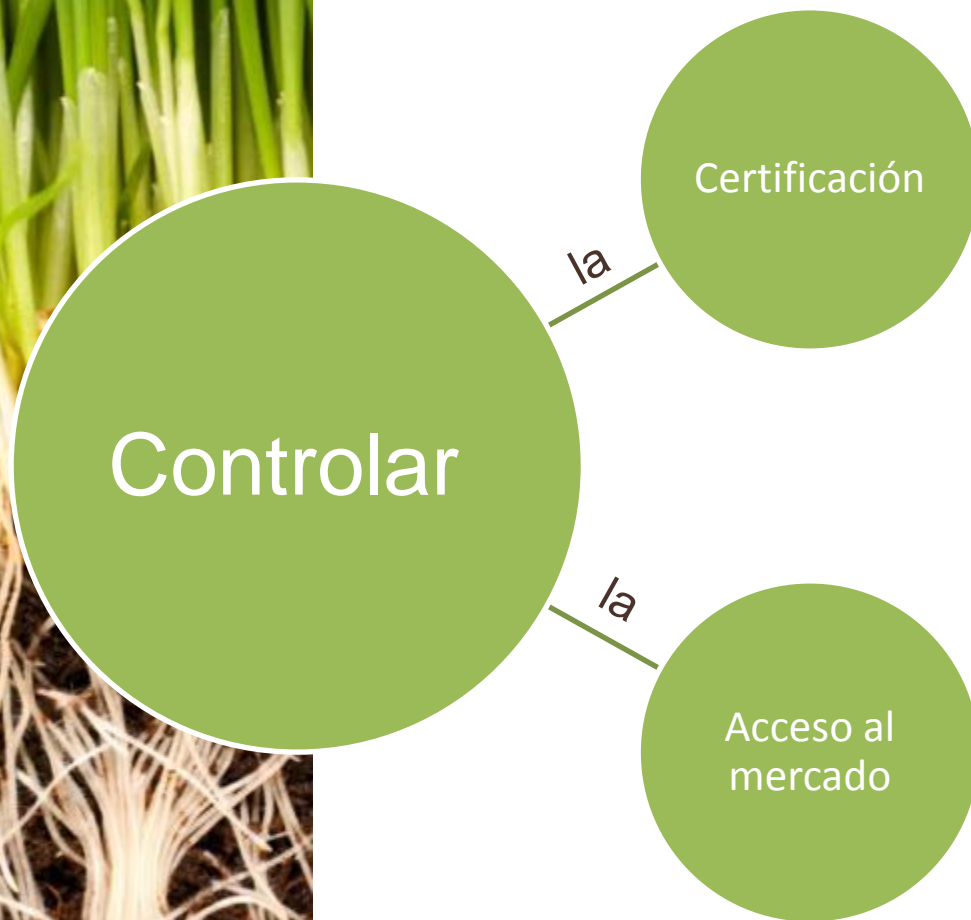 Certificación
la
Controlar
la
Acceso al
mercado